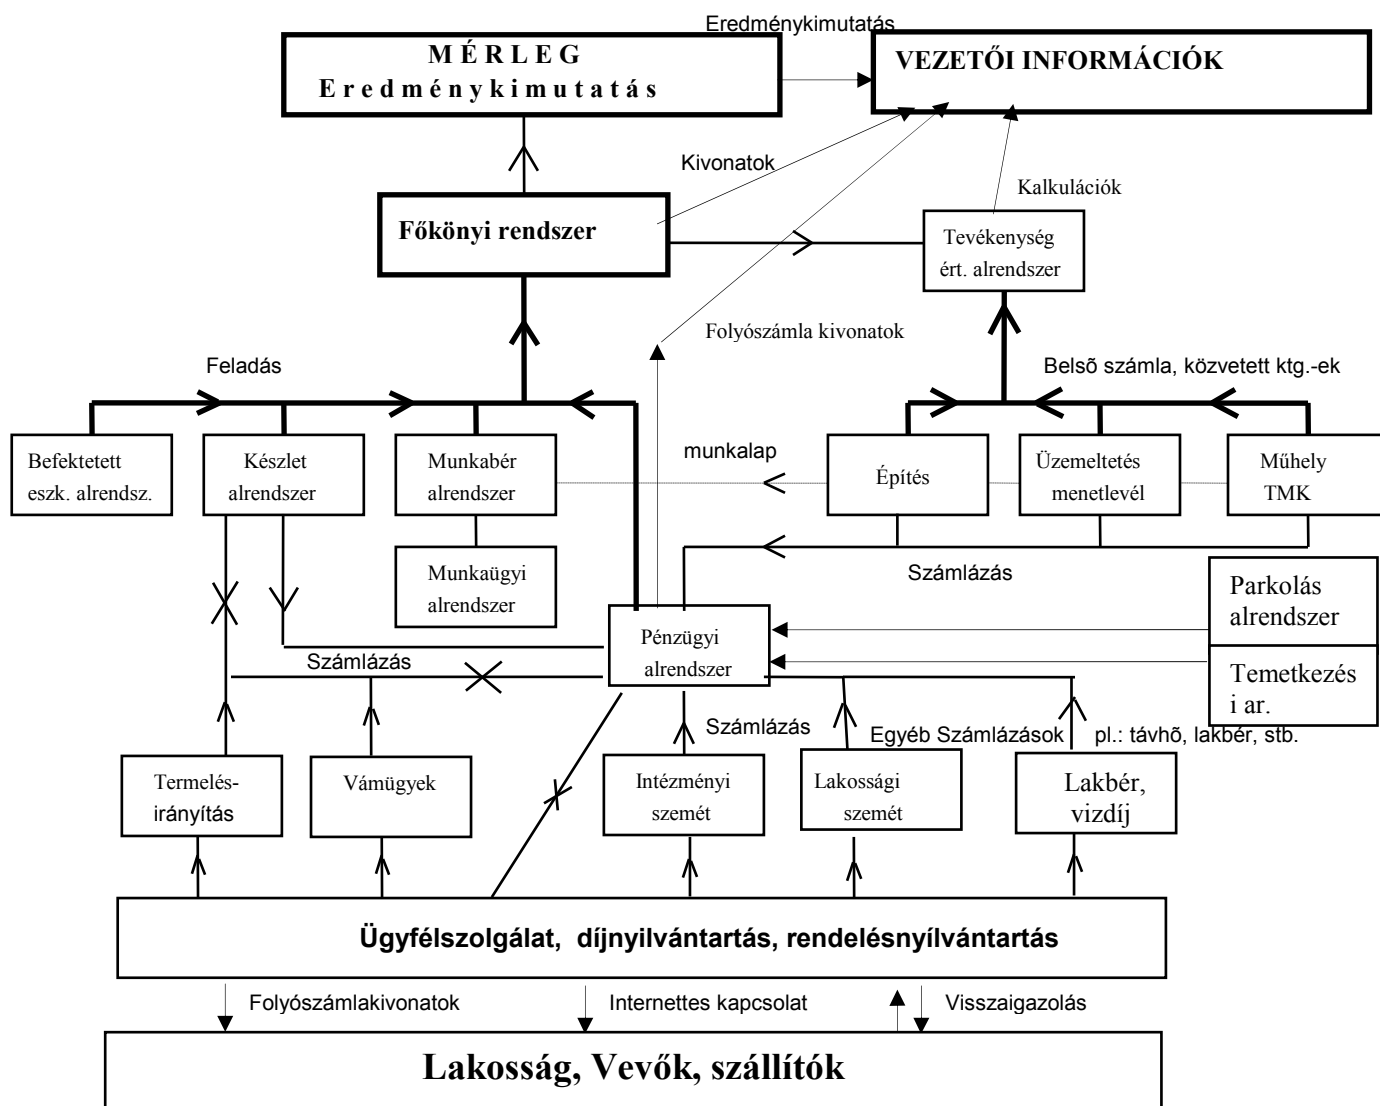 Eredménykimutatás
M É R L E G
E r e d m é n y k i m u t a t á s
VEZETŐI INFORMÁCIÓK
Kivonatok
Kalkulációk
Főkönyi rendszer
Tevékenység
ért. alrendszer
Folyószámla kivonatok
Feladás
Belsõ számla, közvetett ktg.-ek
Befektetett
eszk. alrendsz.
Készlet
alrendszer
Munkabér
alrendszer
munkalap
Építés
Üzemeltetés
menetlevél
Műhely
TMK
Munkaügyi
alrendszer
Számlázás
Parkolás
alrendszer
Pénzügyi
alrendszer
Számlázás
Temetkezés
i ar.
Számlázás
Egyéb Számlázások
pl.: távhõ, lakbér, stb.
Termelés-
irányítás
Vámügyek
Intézményi
szemét
Lakossági
szemét
Lakbér,
vizdíj
Ügyfélszolgálat, díjnyilvántartás, rendelésnyílvántartás
Folyószámlakivonatok
Internettes kapcsolat
Visszaigazolás
Lakosság, Vevők, szállítók